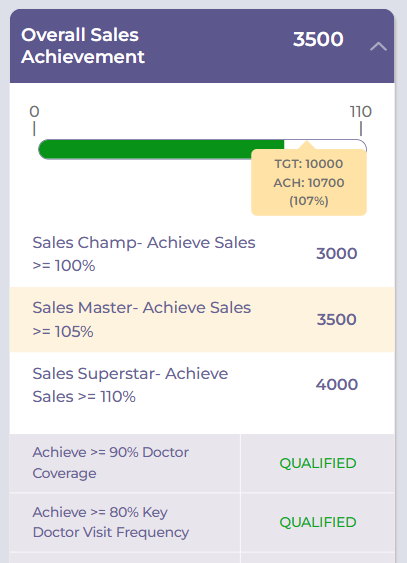 Overall Sales
Achievement
3500
0
110
TGT: 10000
ACH: 10700
(107%)
Sales Champ- Achieve Sales
>= 100%
3000
Sales Master- Achieve Sales
>= 105%
3500
Sales Superstar- Achieve
Sales >= 110%
4000
Achieve >= 90% Doctor
Coverage
QUALIFIED
Achieve >= 80% Key
Doctor Visit Frequency
QUALIFIED